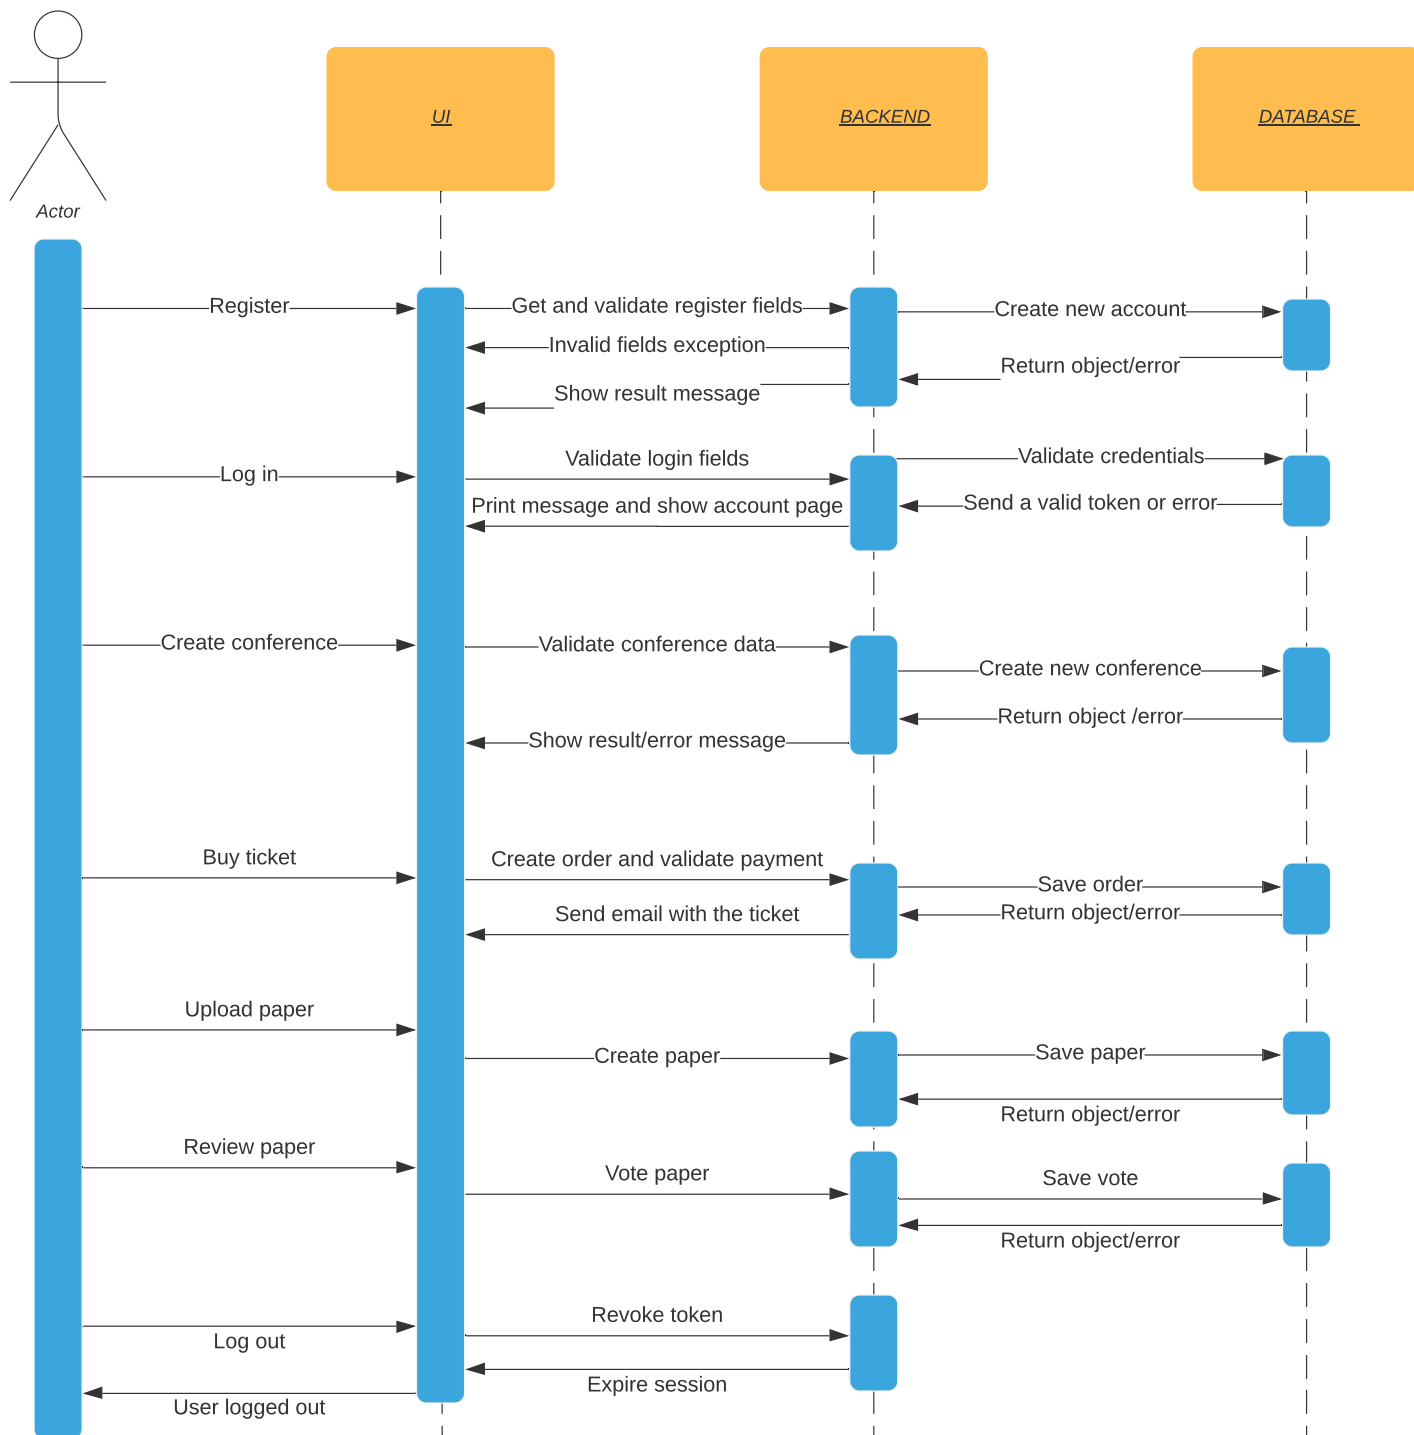 UI
BACKEND
DATABASE
Actor
Register
Get and validate register fields
Create new account
Invalid fields exception
Return object/error
Show result message
Log in
Validate login fields
Validate credentials
Print message and show account page
Send a valid token or error
Create conference
Validate conference data
Create new conference
Return object /error
Show result/error message
Buy ticket
Create order and validate payment
Save order
Send email with the ticket
Return object/error
Upload paper
Create paper
Save paper
Return object/error
Review paper
Vote paper
Save vote
Return object/error
Log out
Revoke token
Expire session
User logged out